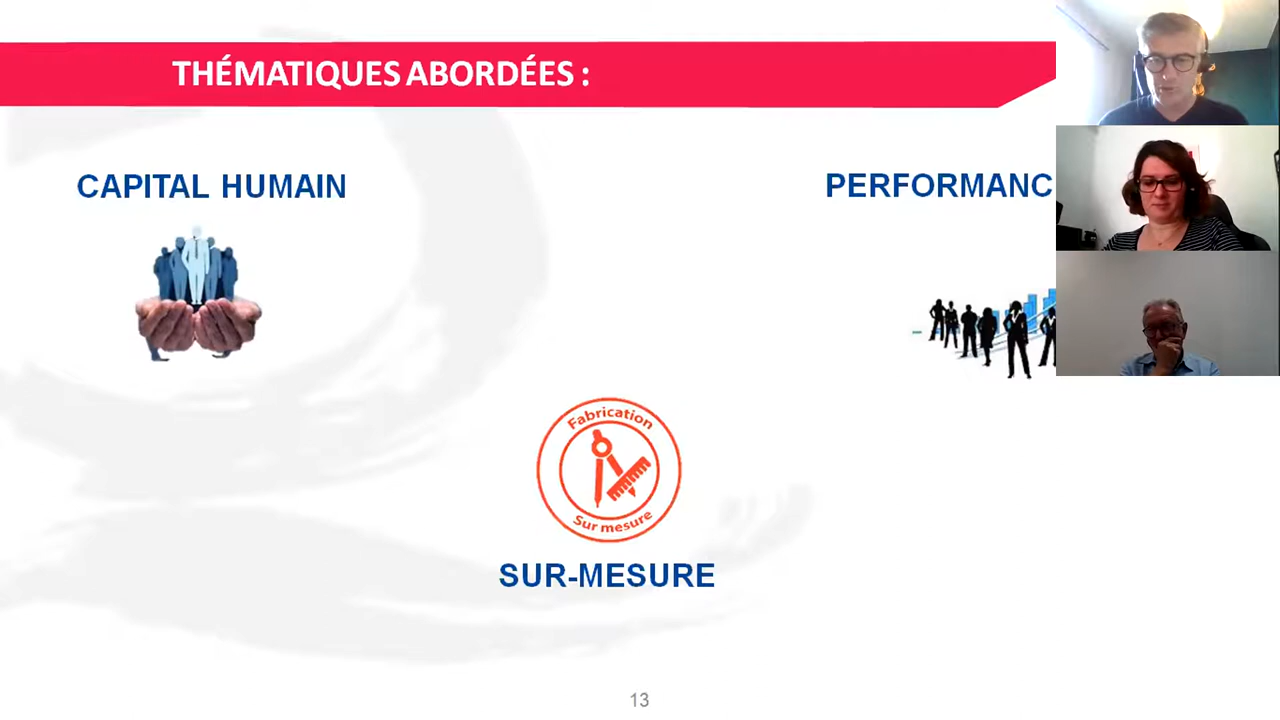 THÉMATIQUES ABORDÉES :
CAPITAL HUMAIN
PERFORMANC
Fabrication
Sur mesure
SUR-MESURE
13